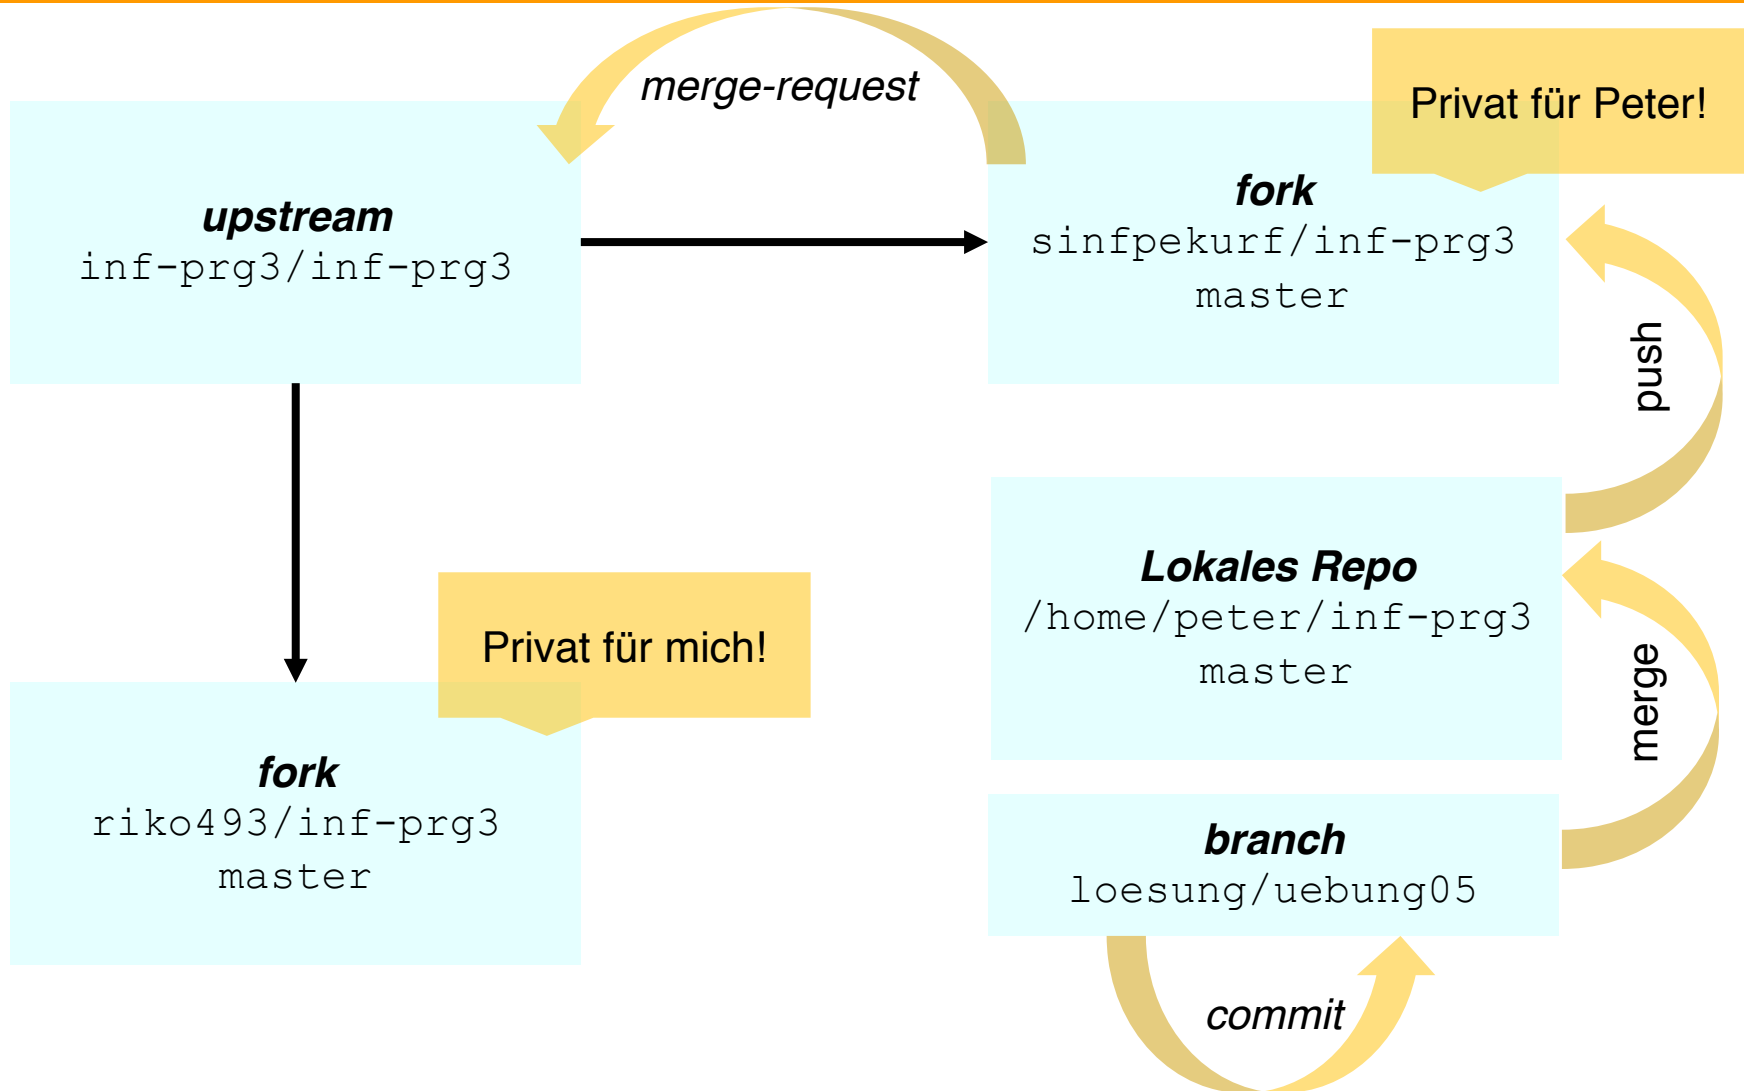 merge-request
Privat für Peter!
upstream
inf-prg3/inf-prg3
fork
sinfpekurf/inf-prg3
master
push
Lokales Repo
/home/peter/inf-prg3
master
merge
Privat für mich!
fork
riko493/inf-prg3
master
branch
loesung/uebung05
commit